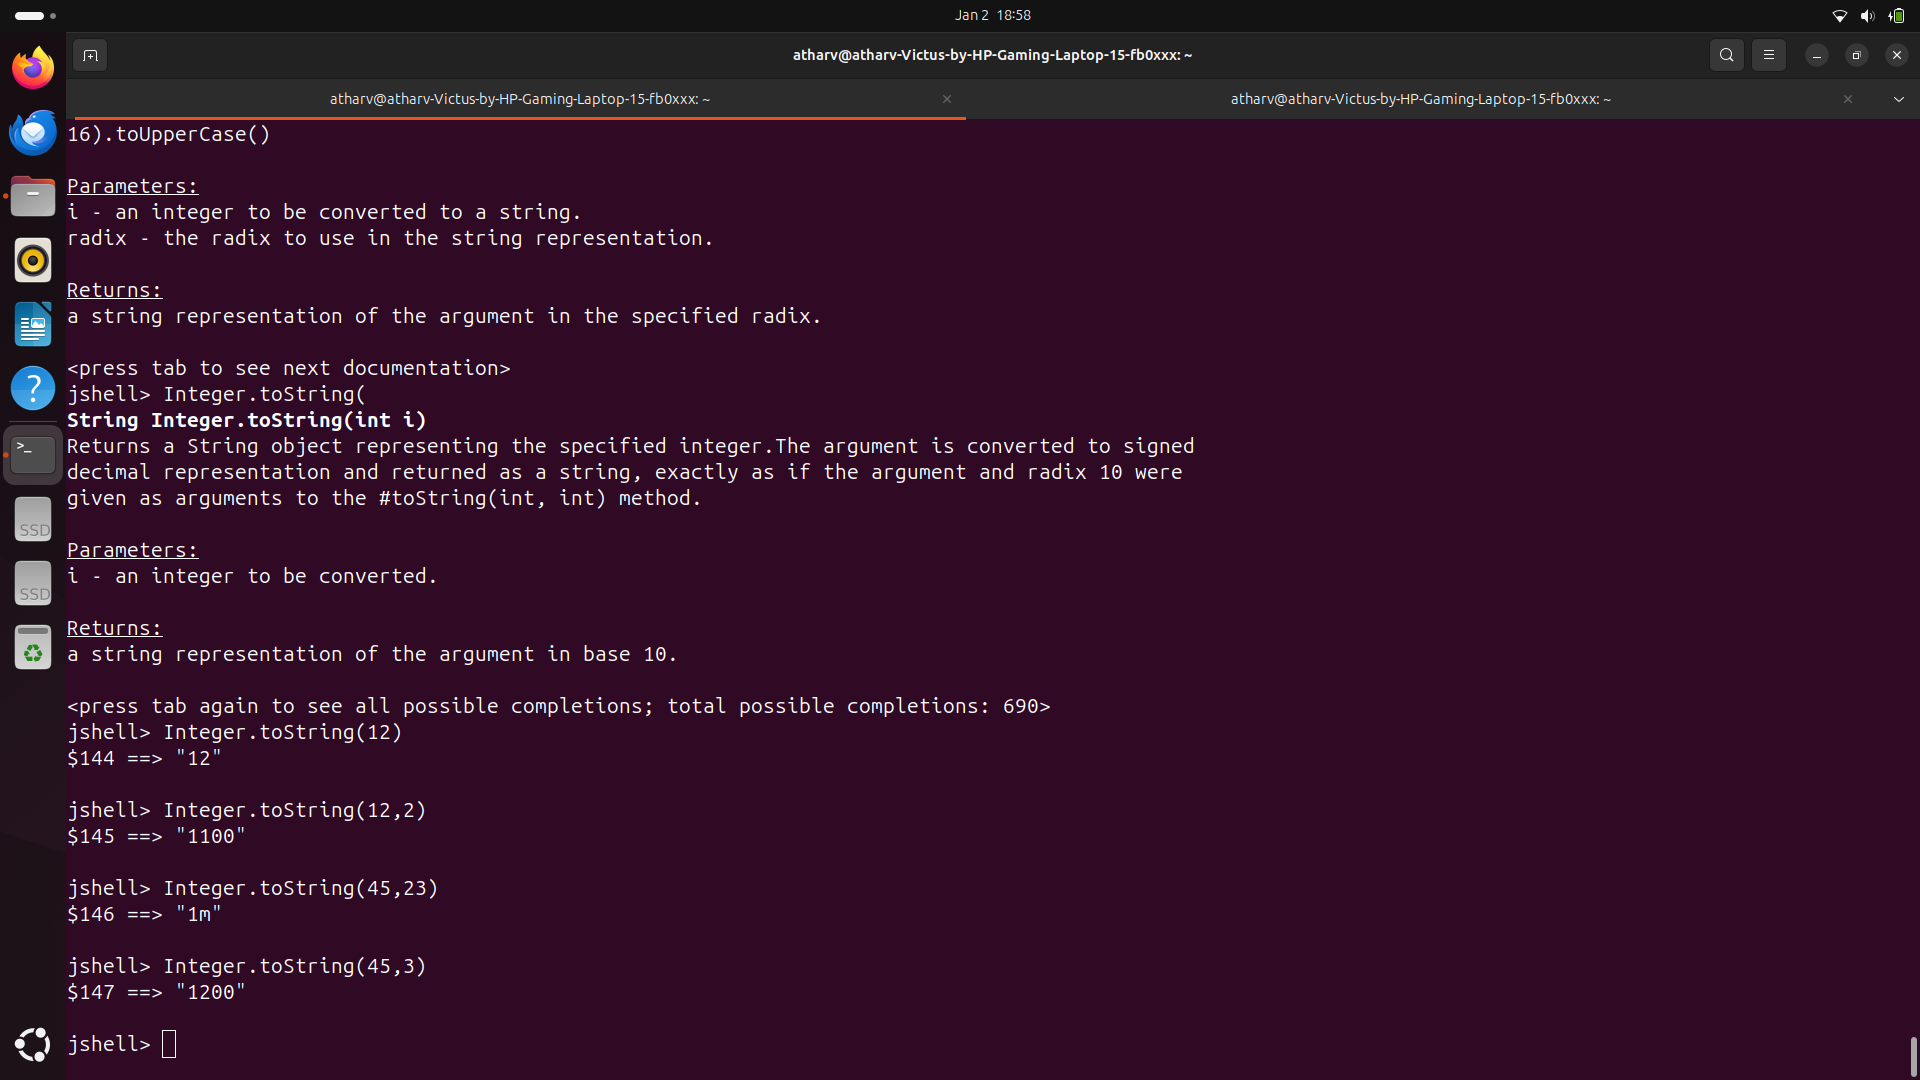 Jan 2 18:58
atharv@atharv-Victus-by-HP-Gaming-Laptop-15-fb0xxx: ~
atharv@atharv-Victus-by-HP-Gaming-Laptop-15-fb0xxx: ~
atharv@atharv-Victus-by-HP-Gaming-Laptop-15-fb0xxx: ~
16).toUpperCase()
Parameters:
i - an integer to be converted to a string.
radix - the radix to use in the string representation.
Returns:
a string representation of the argument in the specified radix.
<press tab to see next documentation>
jshell> Integer.toString(
String Integer.toString(int i)
Returns a String object representing the specified integer.The argument is converted to signed
decimal representation and returned as a string, exactly as if the argument and radix 10 were
given as arguments to the #toString(int, int) method.
Parameters:
i - an integer to be converted.
Returns:
a string representation of the argument in base 10.
<press tab again to see all possible completions; total possible completions: 690>
jshell> Integer.toString(12)
$144 ==> "12"
jshell> Integer.toString(12,2)
$145 ==> "1100"
jshell> Integer.toString(45,23)
$146 ==> "1m"
jshell> Integer.toString(45,3)
$147 ==> "1200"
jshell>
?
>_
SSD
SSD